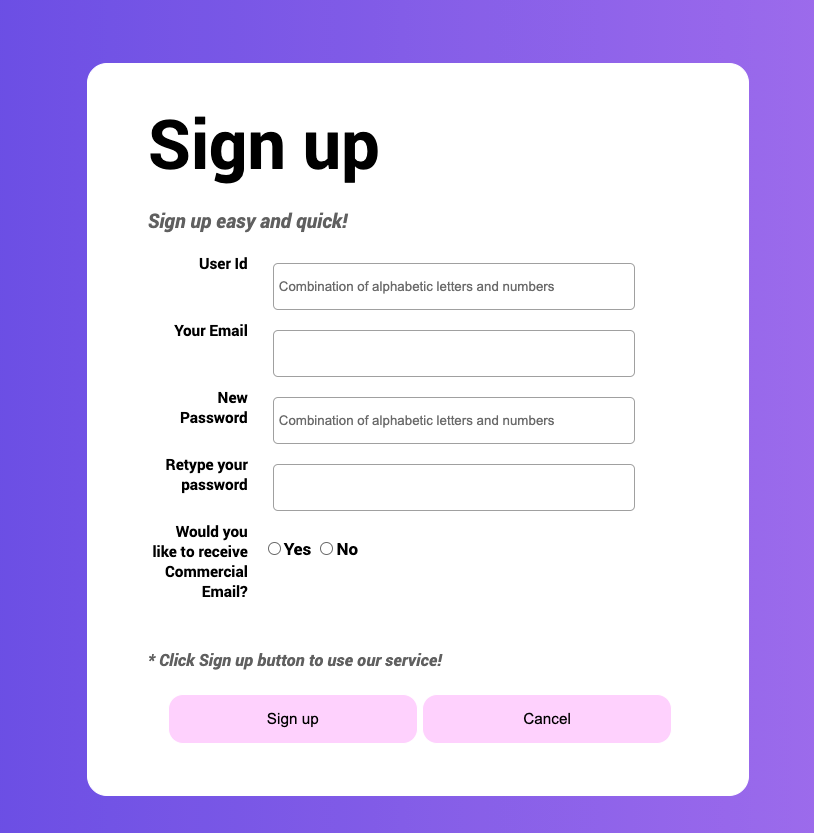 Sign up
Sign up easy and quick!
User Id
Combination of alphabetic letters and numbers
Your Email
New
Password
Combination of alphabetic letters and numbers
Retype your
password
Would you
like to receive
Commercial
Email?
Yes No
* Click Sign up button to use our service!
Sign up Cancel